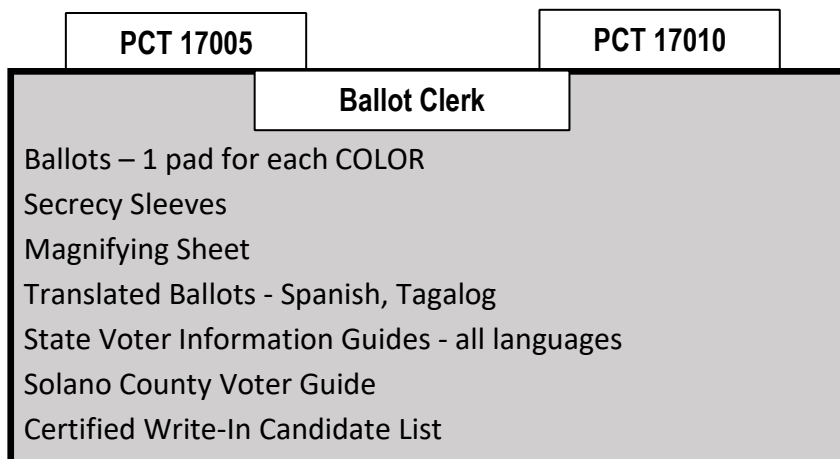 PCT 17005
PCT 17010
Ballot Clerk
Ballots – 1 pad for each COLOR
Secrecy Sleeves
Magnifying Sheet
Translated Ballots - Spanish, Tagalog
State Voter Information Guides - all languages
Solano County Voter Guide
Certified Write-In Candidate List